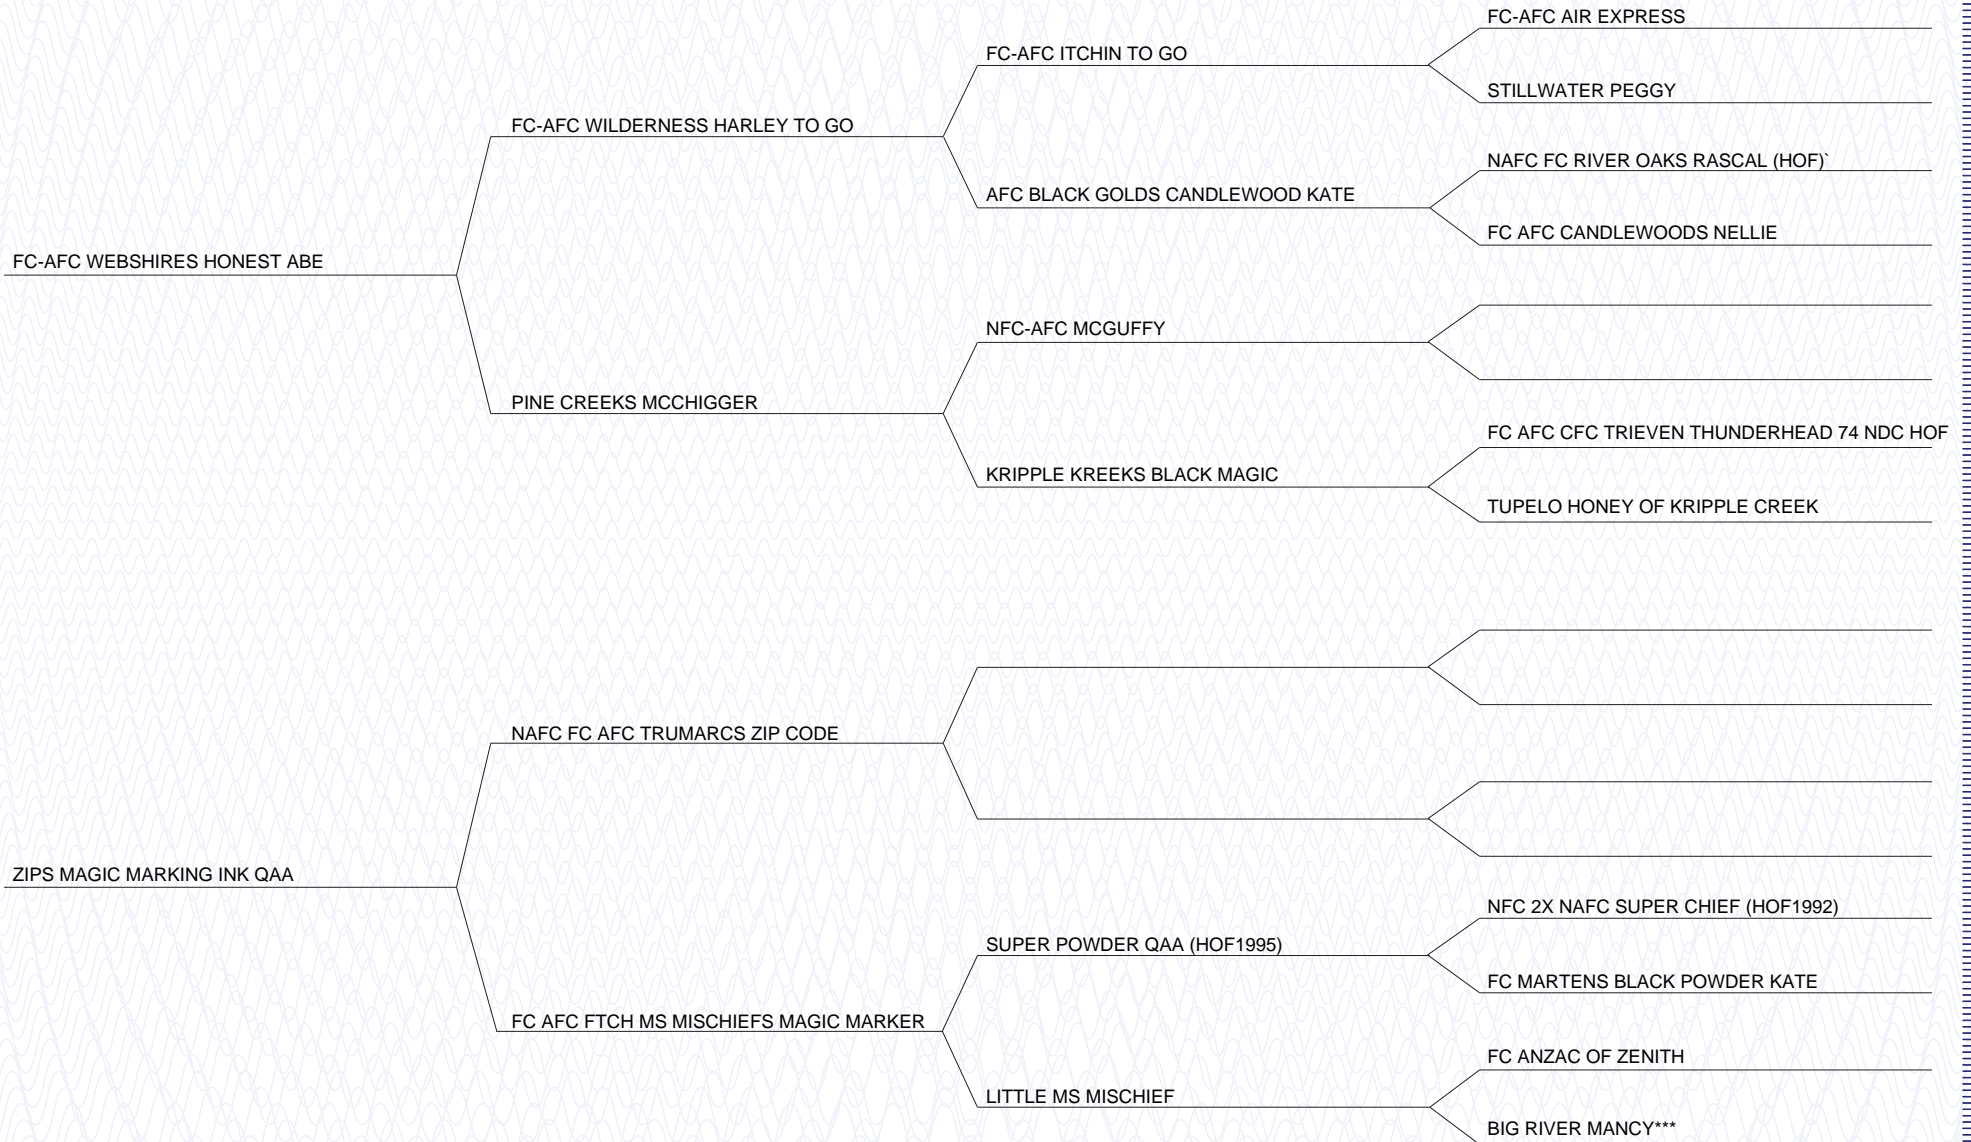 FC-AFC AIR EXPRESS
FC-AFC ITCHIN TO GO
STILLWATER PEGGY
FC-AFC WILDERNESS HARLEY TO GO
NAFC FC RIVER OAKS RASCAL (HOF)`
AFC BLACK GOLDS CANDLEWOOD KATE
FC AFC CANDLEWOODS NELLIE
FC-AFC WEBSHIRES HONEST ABE
NFC-AFC MCGUFFY
PINE CREEKS MCCHIGGER
FC AFC CFC TRIEVEN THUNDERHEAD 74 NDC HOF
KRIPPLE KREEKS BLACK MAGIC
TUPELO HONEY OF KRIPPLE CREEK
NAFC FC AFC TRUMARCS ZIP CODE
ZIPS MAGIC MARKING INK QAA
NFC 2X NAFC SUPER CHIEF (HOF1992)
SUPER POWDER QAA (HOF1995)
FC MARTENS BLACK POWDER KATE
FC AFC FTCH MS MISCHIEFS MAGIC MARKER
FC ANZAC OF ZENITH
LITTLE MS MISCHIEF
BIG RIVER MANCY***